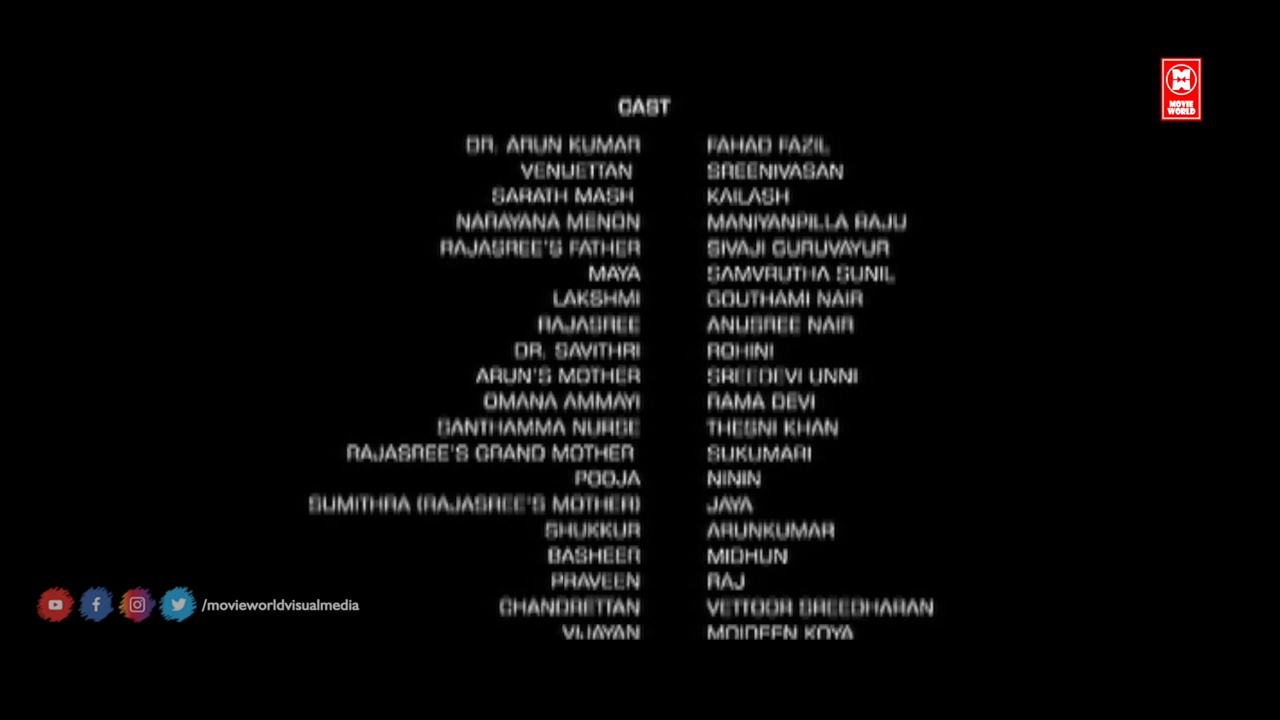 MOVIE
WORLD
CAST
DR. ARUN KUMAR FAHAD FAZIL
VENUETTAN SREENIVASAN
SARATH MASH KAILASH
NARAYANA MENON MANIYANPILLA RAJU
RAJASREE'S FATHER SIVAJI GURUVAYUR
MAYA SAMVRUTHA SUNIL
LAKSHMI GOUTHAMI NAIR
RAJASREE ANUSREE NAIR
DR. SAVITHRI ROHINI
ARUN'S MOTHER SREEDEVI UNNI
OMANA AMMAYI RAMA DEVI
SANTHAMMA NURSE THESNI KHAN
RAJASREE'S GRAND MOTHER SUKUMARI
POOJA NININ
SUMITHRA (RAJASREE'S MOTHER) JAYA
SHUKKUR ARUNKUMAR
BASHEER MIDHUN
PRAVEEN RAJ
CHANDRETTAN VETTOOR SREEDHARAN
/movieworldvisualmedia
VIJAYAN MOIDEEN KOYA